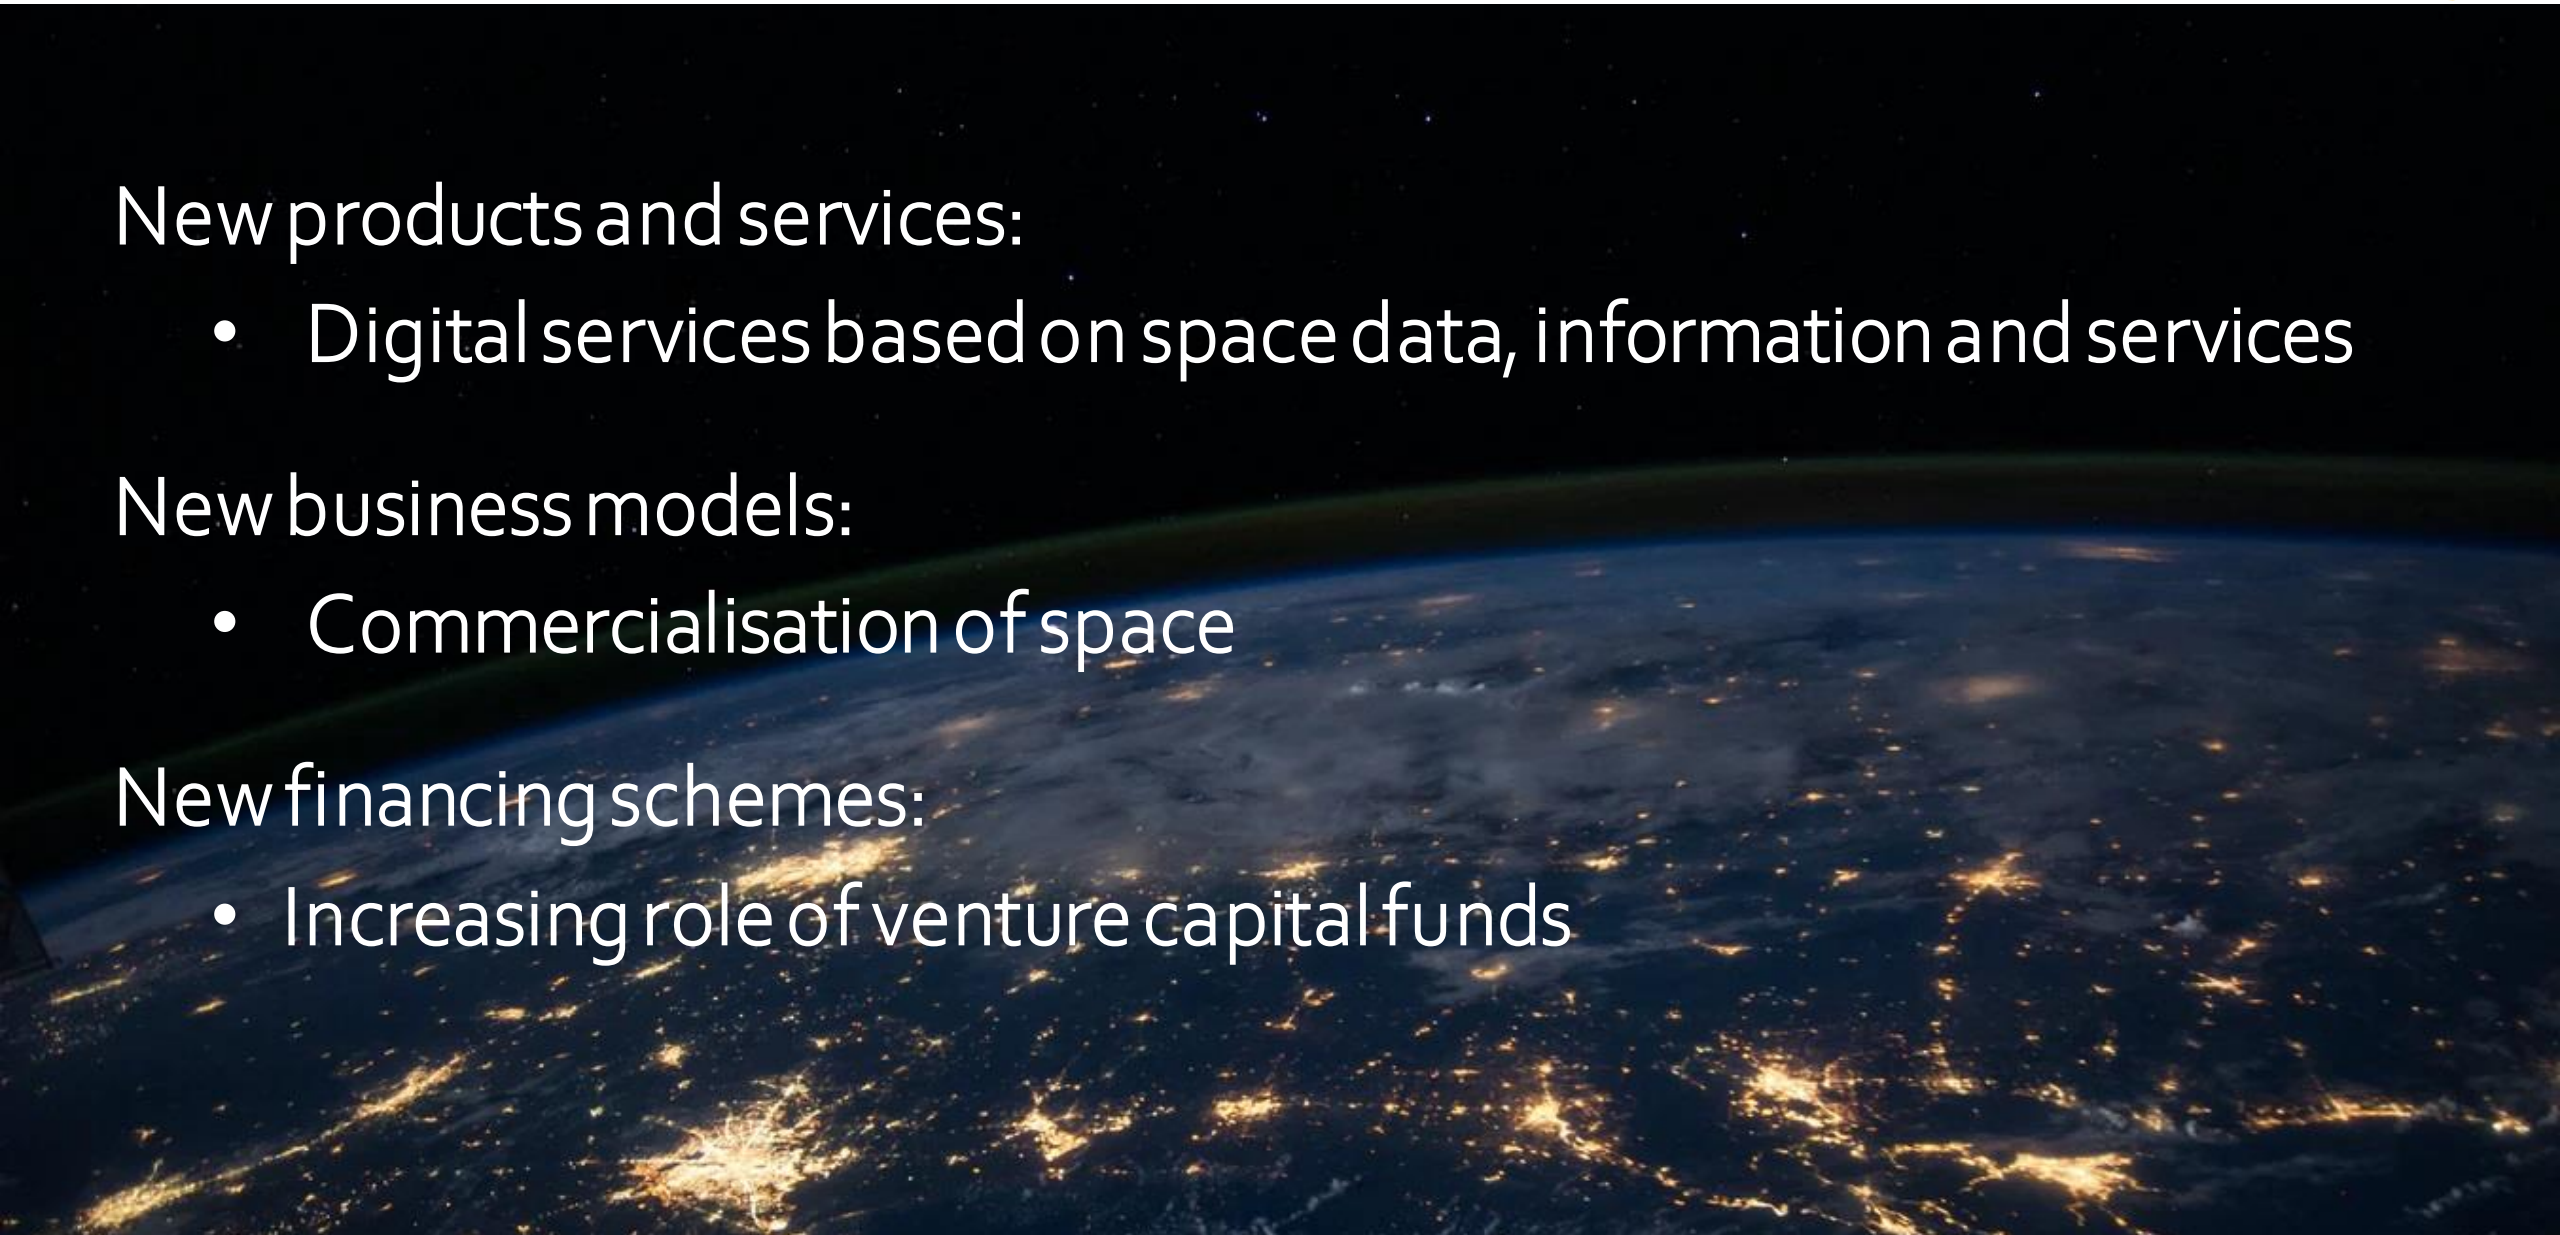 New products and services:
• Digital services based on space data, information and services
New business models:
• Commercialisation of space
New financing schemes:
• Increasing role of venture capital funds